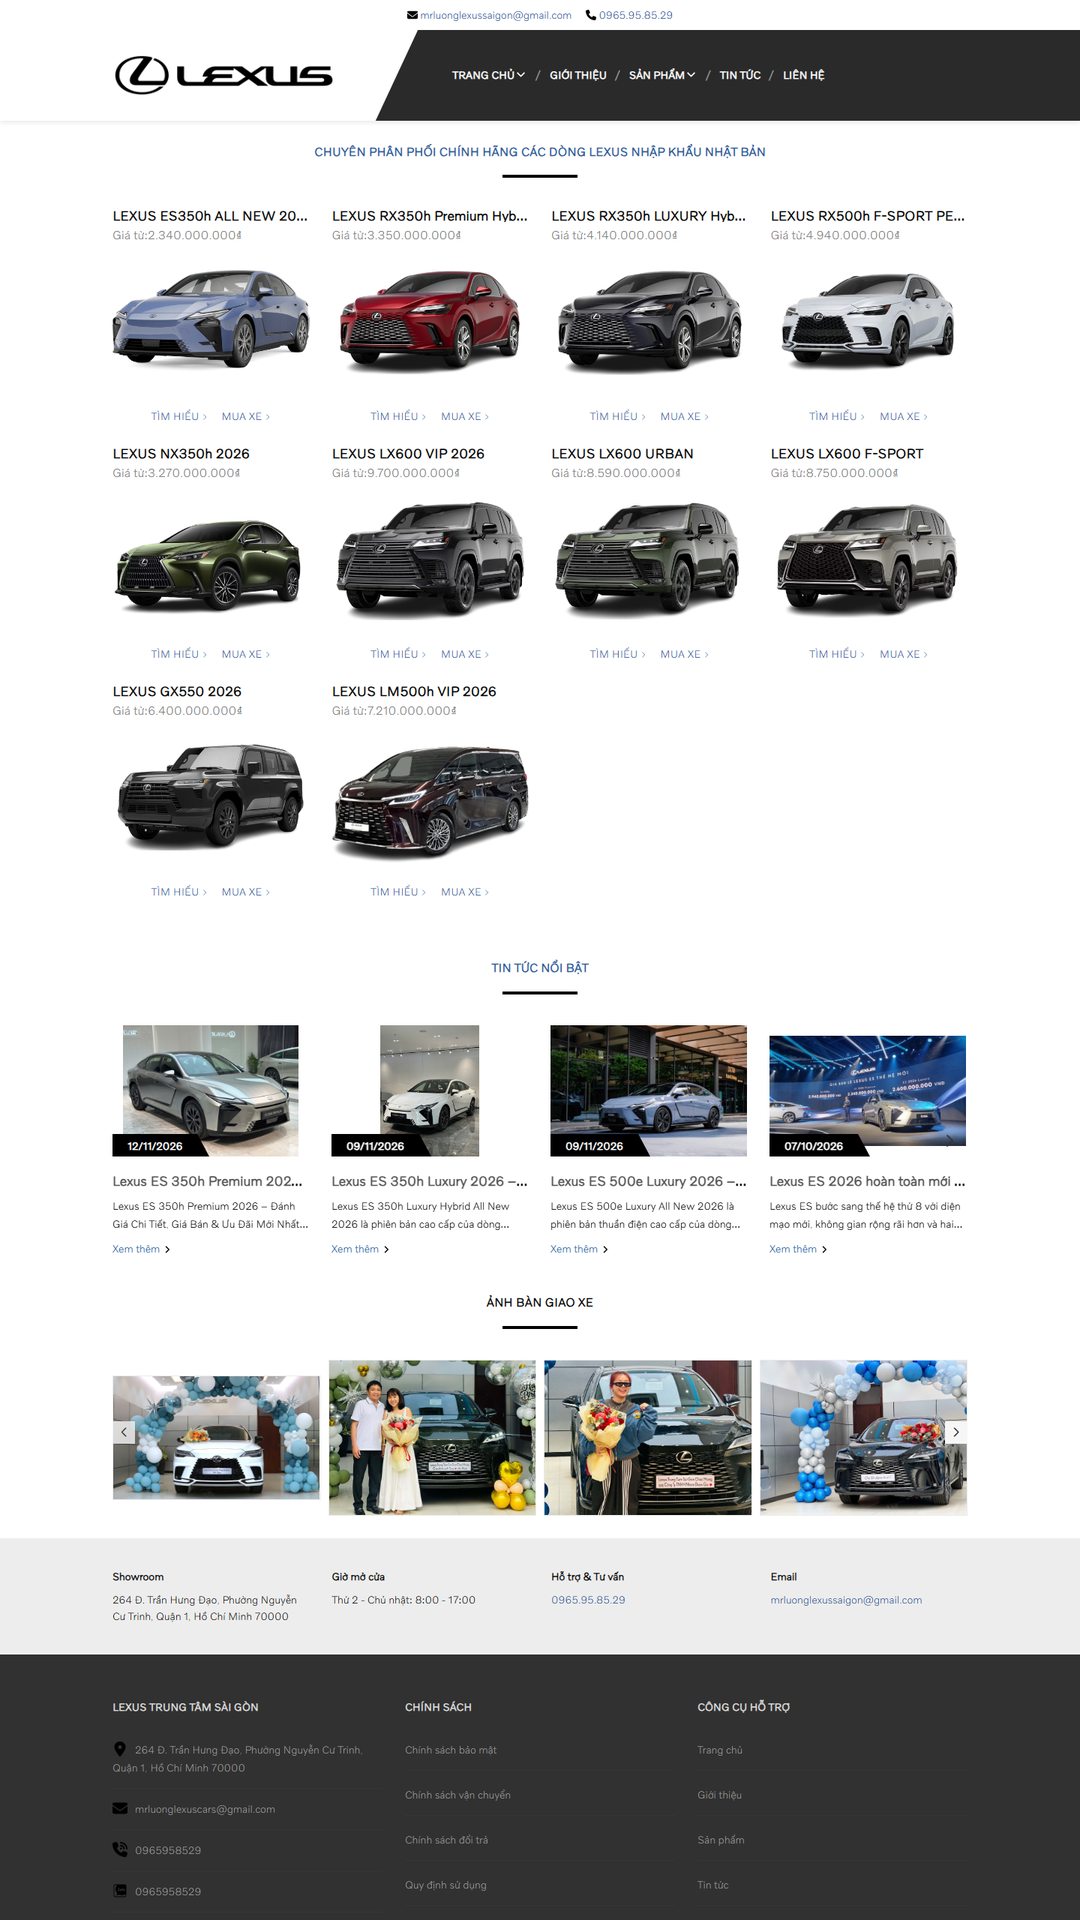 mrluonglexussaigon@gmail.com 0965.95.85.29
LEXUS
TRANG CHỦ / GIỚI THIỆU / SẢN PHẨM / TIN TỨC / LIÊN HỆ
CHUYÊN PHÂN PHỐI CHÍNH HÃNG CÁC DÒNG LEXUS NHẬP KHẨU NHẬT BẢN
LEXUS ES350h ALL NEW 20... LEXUS RX350h Premium Hyb... LEXUS RX350h LUXURY Hyb... LEXUS RX500h F-SPORT PE...
Giá từ:2.340.000.000₫ Giá từ:3.350.000.000₫ Giá từ:4.140.000.000₫ Giá từ:4.940.000.000₫
TÌM HIỂU › MUA XE › TÌM HIỂU › MUA XE › TÌM HIỂU › MUA XE › TÌM HIỂU › MUA XE ›
LEXUS NX350h 2026 LEXUS LX600 VIP 2026 LEXUS LX600 URBAN LEXUS LX600 F-SPORT
Giá từ:3.270.000.000₫ Giá từ:9.700.000.000₫ Giá từ:8.590.000.000₫ Giá từ:8.750.000.000₫
TÌM HIỂU › MUA XE › TÌM HIỂU › MUA XE › TÌM HIỂU › MUA XE › TÌM HIỂU › MUA XE ›
LEXUS GX550 2026 LEXUS LM500h VIP 2026
Giá từ:6.400.000.000₫ Giá từ:7.210.000.000₫
TÌM HIỂU › MUA XE › TÌM HIỂU › MUA XE ›
TIN TỨC NỔI BẬT
GIÁ BÁN LẺ LEXUS ES THẾ HỆ MỚI
12/11/2026 09/11/2026 09/11/2026 07/10/2026
Lexus ES 350h Premium 202... Lexus ES 350h Luxury 2026 –... Lexus ES 500e Luxury 2026 –... Lexus ES 2026 hoàn toàn mới ...
Lexus ES 350h Premium 2026 – Đánh Lexus ES 350h Luxury Hybrid All New Lexus ES 500e Luxury All New 2026 là Lexus ES bước sang thế hệ thứ 8 với diện
Giá Chi Tiết, Giá Bán & Ưu Đãi Mới Nhất... 2026 là phiên bản cao cấp của dòng... phiên bản thuần điện cao cấp của dòng... mạo mới, không gian rộng rãi hơn và hai...
Xem thêm Xem thêm Xem thêm Xem thêm
ẢNH BÀN GIAO XE
Showroom Giờ mở cửa Hỗ trợ & Tư vấn Email
264 Đ. Trần Hưng Đạo, Phường Nguyễn Thứ 2 - Chủ nhật: 8:00 - 17:00 0965.95.85.29 mrluonglexussaigon@gmail.com
Cư Trinh, Quận 1, Hồ Chí Minh 70000
LEXUS TRUNG TÂM SÀI GÒN CHÍNH SÁCH CÔNG CỤ HỖ TRỢ
264 Đ. Trần Hưng Đạo, Phường Nguyễn Cư Trinh, Chính sách bảo mật Trang chủ
Quận 1, Hồ Chí Minh 70000
Chính sách vận chuyển Giới thiệu
mrluonglexuscars@gmail.com
Chính sách đổi trả Sản phẩm
0965958529
Quy định sử dụng Tin tức
0965958529